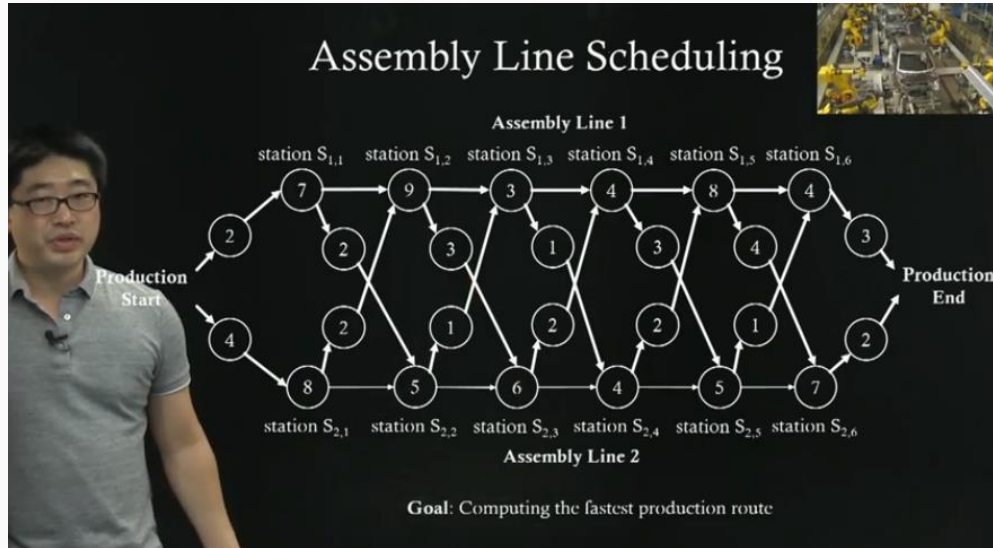 Assembly Line Scheduling
Assembly Line 1
station S1,1 station S1,2 station S1,3 station S1,4 station S1,5 station S1,6
7 9 3 4 8 4
2 2 3 1 3 4 3
Production
Start
Production
End
4 2 1 2 2 1 2
8 5 6 4 5 7
station S2,1 station S2,2 station S2,3 station S2,4 station S2,5 station S2,6
Assembly Line 2
Goal: Computing the fastest production route